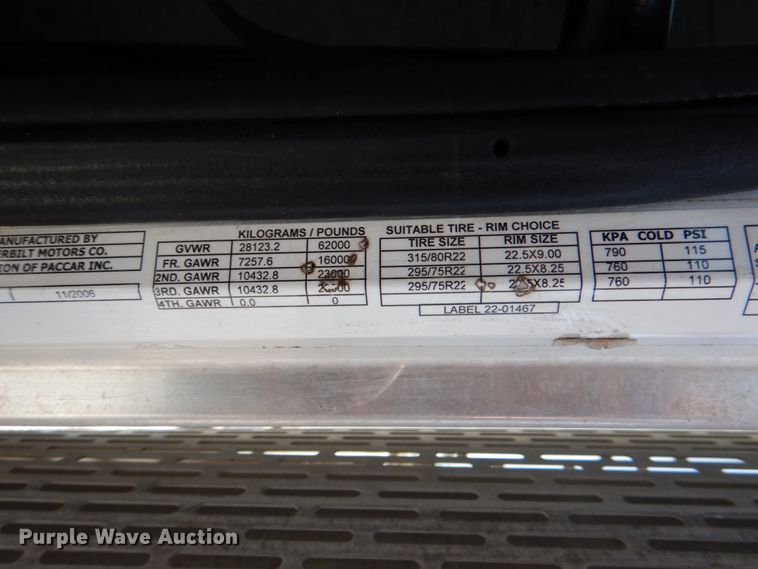 ANUFACTURED BY
ERBILT MOTORS CO.
ION OF PACCAR INC.
11/2006
KILOGRAMS / POUNDS
GVWR 28123.2 62000
FR. GAWR 7257.6 16000
2ND. GAWR 10432.8 23000
3RD. GAWR 10432.8
4TH. GAWR 0.0 0
SUITABLE TIRE - RIM CHOICE
TIRE SIZE RIM SIZE
315/80R22 22.5X9.00
295/75R22 22.5X8.25
295/75R22 22.5X8.25
LABEL 22-01467
KPA COLD PSI
790 115
760 110
760 110
Purple Wave Auction